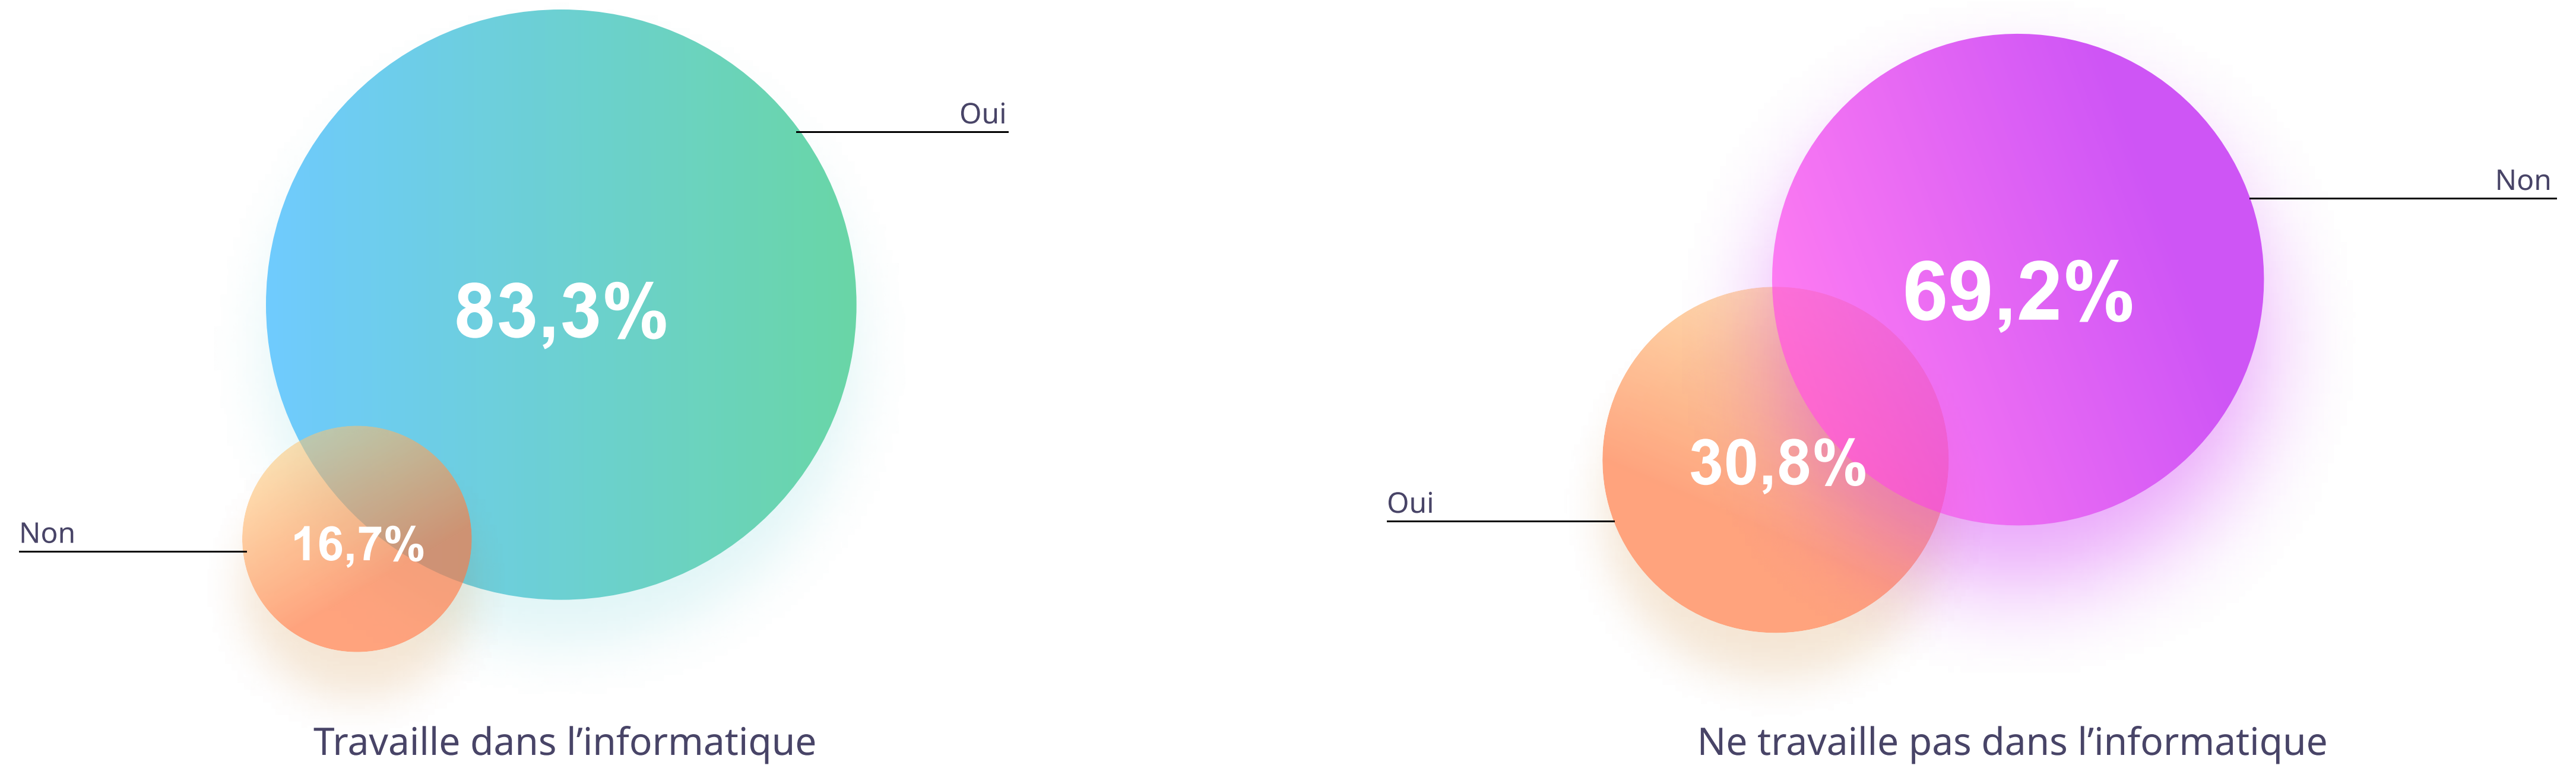 Oui
83,3%
Non
16,7%
Travaille dans l’informatique
Non
69,2%
30,8%
Oui
Ne travaille pas dans l’informatique